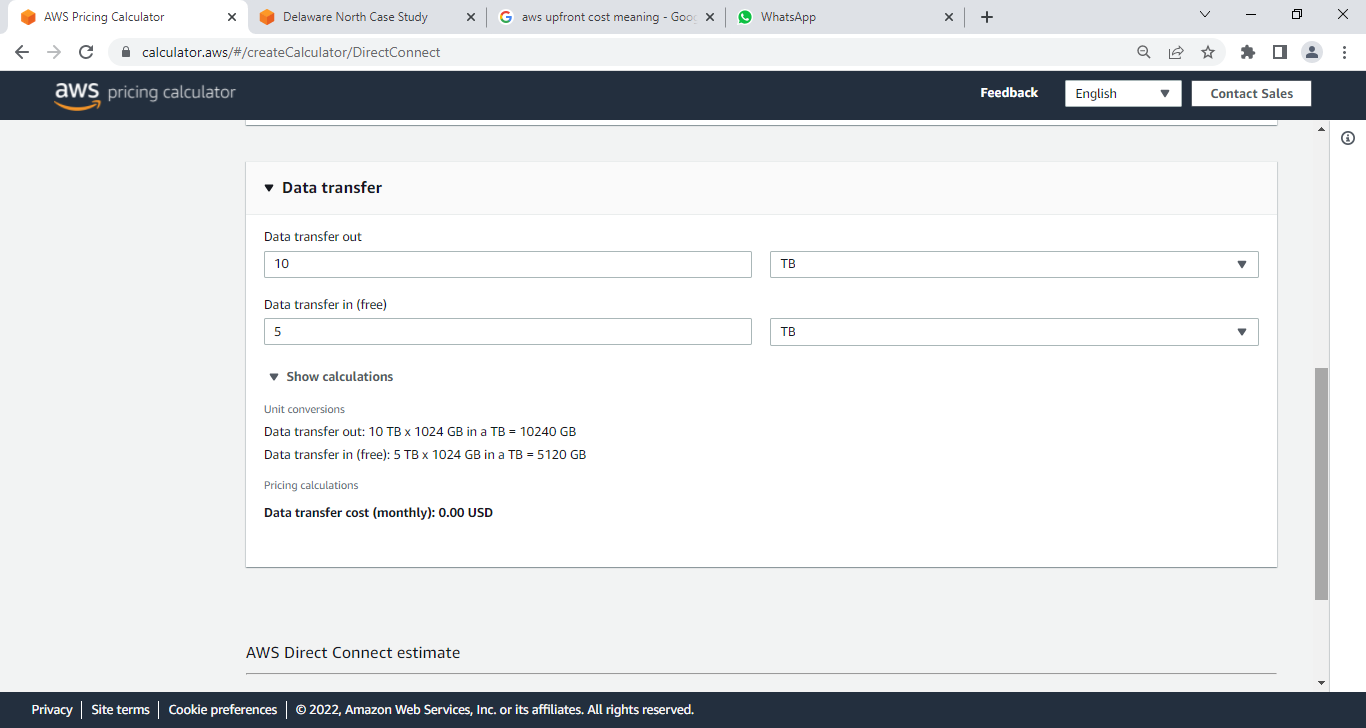 AWS Pricing Calculator
Delaware North Case Study
aws upfront cost meaning - Goog
WhatsApp
calculator.aws/#/createCalculator/DirectConnect
aws pricing calculator
Feedback
English
Contact Sales
Data transfer
Data transfer out
10
TB
Data transfer in (free)
5
TB
Show calculations
Unit conversions
Data transfer out: 10 TB x 1024 GB in a TB = 10240 GB
Data transfer in (free): 5 TB x 1024 GB in a TB = 5120 GB
Pricing calculations
Data transfer cost (monthly): 0.00 USD
AWS Direct Connect estimate
Privacy
Site terms
Cookie preferences
© 2022, Amazon Web Services, Inc. or its affiliates. All rights reserved.